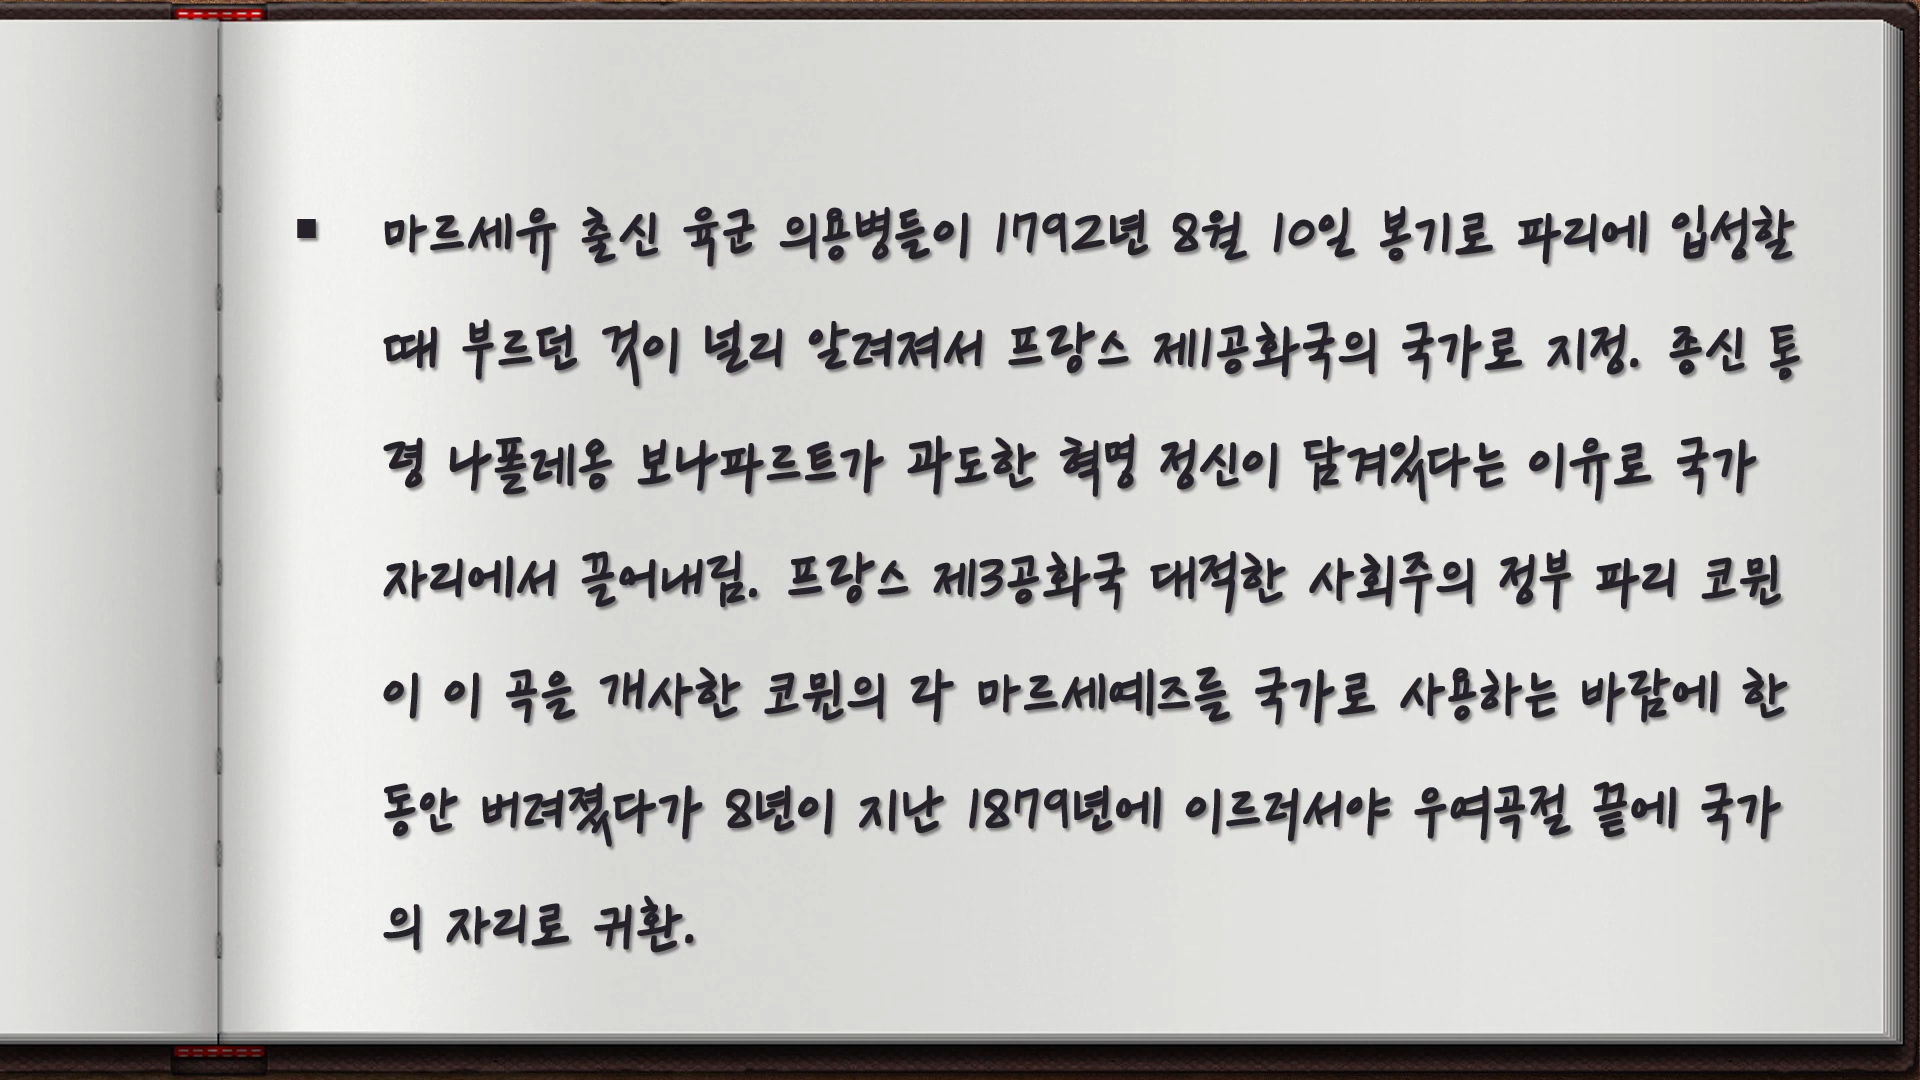 ▪ 마르세유 출신 육군 의용병들이 1792년 8월 10일 봉기로 파리에 입성할
때 부르던 것이 널리 알려져서 프랑스 제1공화국의 국가로 지정. 종신 통
령 나폴레옹 보나파르트가 과도한 혁명 정신이 담겨있다는 이유로 국가
자리에서 끌어내림. 프랑스 제3공화국 대적한 사회주의 정부 파리 코뮌
이 이 곡을 개사한 코뮌의 라 마르세예즈를 국가로 사용하는 바람에 한
동안 버려졌다가 8년이 지난 1879년에 이르러서야 우여곡절 끝에 국가
의 자리로 귀환.